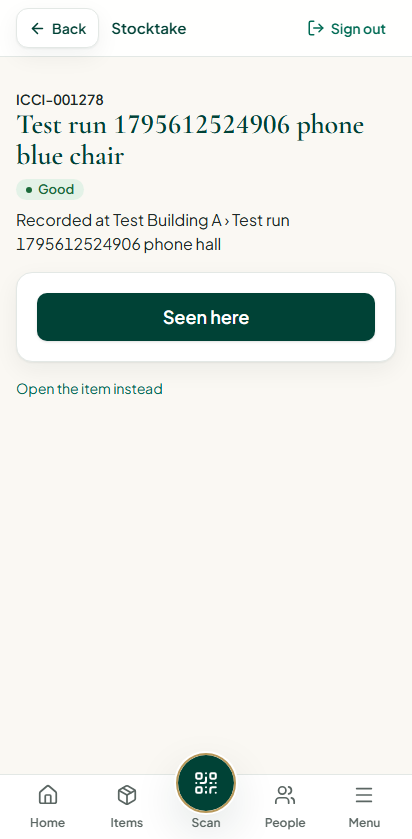 Back
Stocktake
Sign out
ICCI-001278
Test run 1795612524906 phone
blue chair
Good
Recorded at Test Building A › Test run
1795612524906 phone hall
Seen here
Open the item instead
Home
Items
Scan
People
Menu